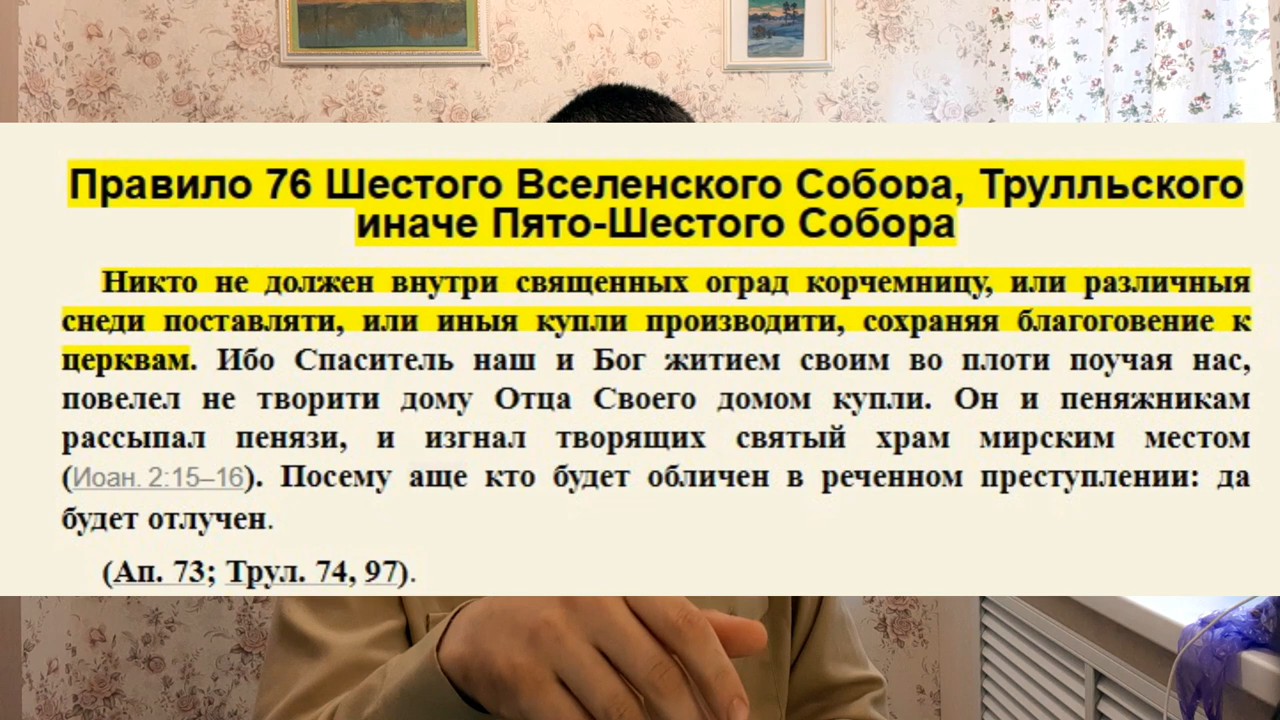 Правило 76 Шестого Вселенского Собора, Трулльского
иначе Пято-Шестого Собора
Никто не должен внутри священных оград корчемницу, или различныя
снеди поставляти, или иныя купли производити, сохраняя благоговение к
церквам. Ибо Спаситель наш и Бог житием своим во плоти поучая нас,
повелел не творити дому Отца Своего домом купли. Он и пеняжникам
рассыпал пенязи, и изгнал творящих святый храм мирским местом
(Иоан. 2:15–16). Посему аще кто будет обличен в реченном преступлении: да
будет отлучен.
(Ап. 73; Трул. 74, 97).